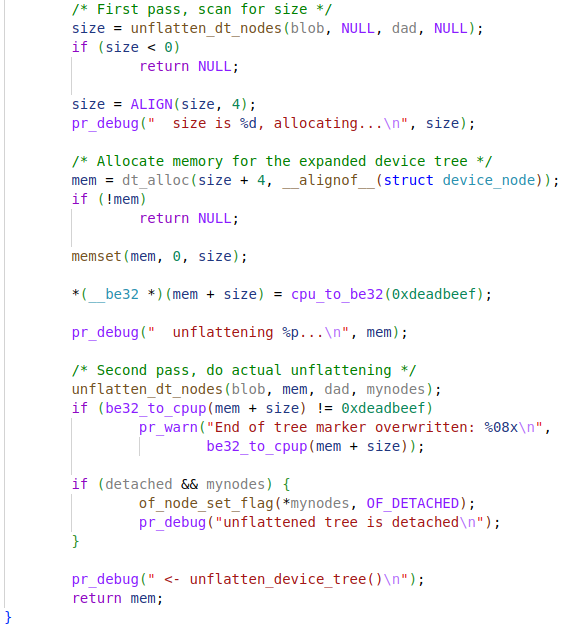 /* First pass, scan for size */
size = unflatten_dt_nodes(blob, NULL, dad, NULL);
if (size < 0)
return NULL;
size = ALIGN(size, 4);
pr_debug("  size is %d, allocating...\n", size);
/* Allocate memory for the expanded device tree */
mem = dt_alloc(size + 4, __alignof__(struct device_node));
if (!mem)
return NULL;
memset(mem, 0, size);
*(__be32 *)(mem + size) = cpu_to_be32(0xdeadbeef);
pr_debug("  unflattening %p...\n", mem);
/* Second pass, do actual unflattening */
unflatten_dt_nodes(blob, mem, dad, mynodes);
if (be32_to_cpup(mem + size) != 0xdeadbeef)
pr_warn("End of tree marker overwritten: %08x\n",
be32_to_cpup(mem + size));
if (detached && mynodes) {
of_node_set_flag(*mynodes, OF_DETACHED);
pr_debug("unflattened tree is detached\n");
}
pr_debug(" <- unflatten_device_tree()\n");
return mem;
}